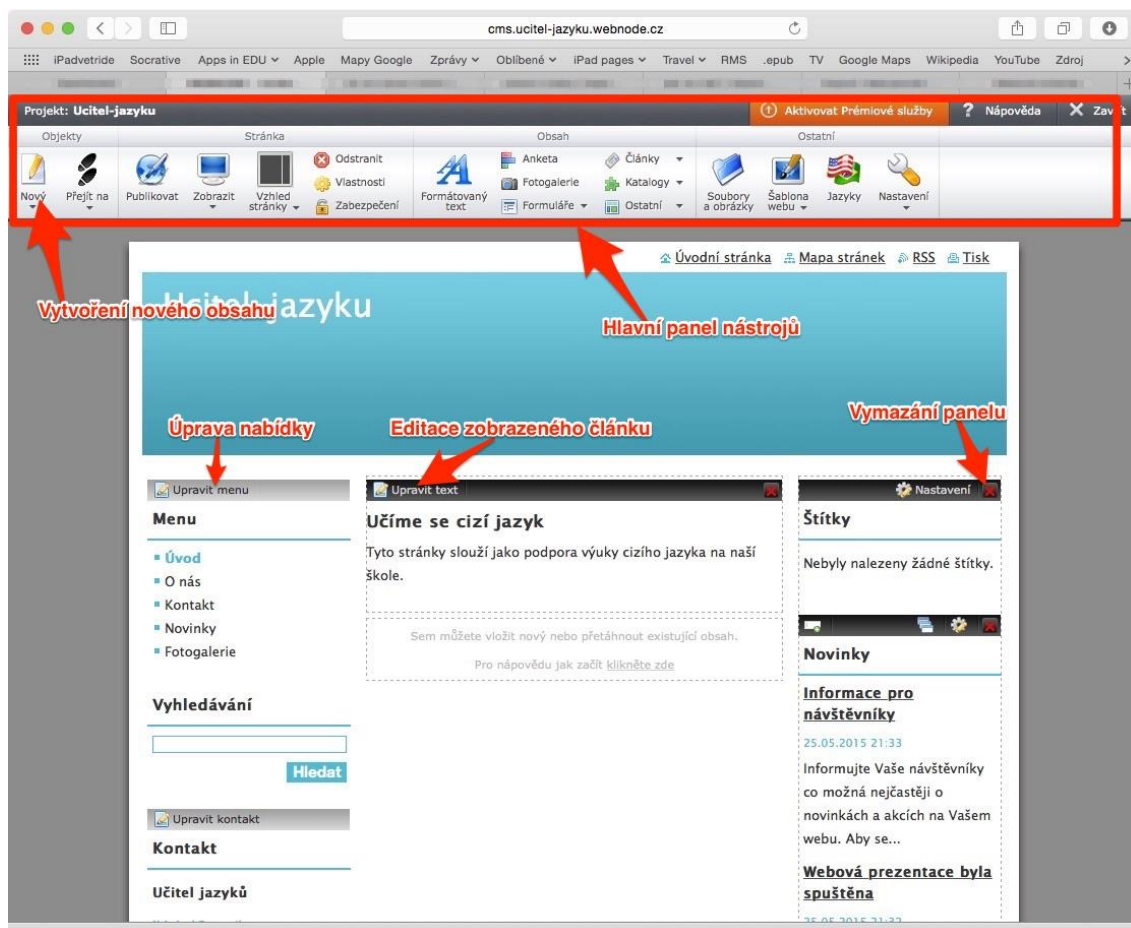 cms.ucitel-jazyku.webnode.cz
iPadvetride Socrative Apps in EDU Apple Mapy Google Zprávy Oblíbené iPad pages Travel RMS .epub TV Google Maps Wikipedia YouTube Zdroj
Projekt: Ucitel-jazyku
Aktivovat Prémiové služby ? Nápověda Zavřít
Objekty Stránka Obsah Ostatní
Nový Přejít na Publikovat Zobrazit Vzhled stránky
Odstranit
Vlastnosti
Zabezpečení
Formátovaný text
Anketa Články
Fotogalerie Katalogy
Formuláře Ostatní
Soubory a obrázky Šablona webu Jazyky Nastavení
Úvodní stránka Mapa stránek RSS Tisk
Ucitel-jazyku
Vytvoření nového obsahu
Hlavní panel nástrojů
Úprava nabídky
Editace zobrazeného článku
Vymazání panelu
Upravit menu
Menu
Úvod
O nás
Kontakt
Novinky
Fotogalerie
Vyhledávání
Hledat
Upravit kontakt
Kontakt
Učitel jazyků
Upravit text
Učíme se cizí jazyk
Tyto stránky slouží jako podpora výuky cizího jazyka na naší
škole.
Sem můžete vložit nový nebo přetáhnout existující obsah.
Pro nápovědu jak začít klikněte zde
Nastavení
Štítky
Nebyly nalezeny žádné štítky.
Novinky
Informace pro
návštěvníky
25.05.2015 21:33
Informujte Vaše návštěvníky
co možná nejčastěji o
novinkách a akcích na Vašem
webu. Aby se...
Webová prezentace byla
spuštěna
25.05.2015 21:32